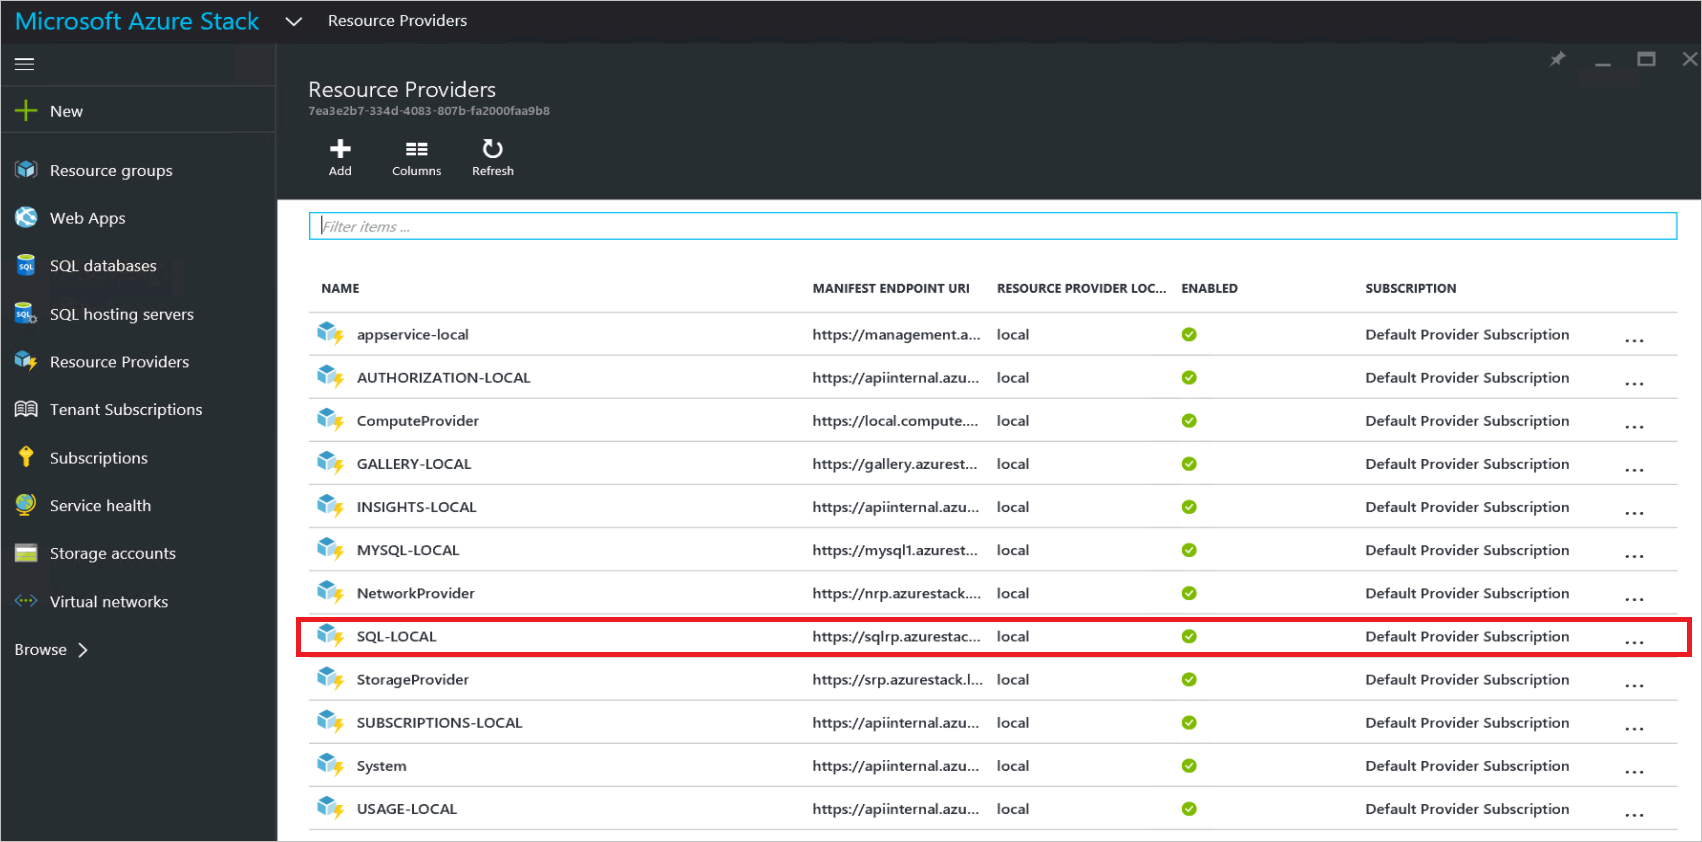 Microsoft Azure Stack Resource Providers
New
Resource groups
Web Apps
SQL databases
SQL hosting servers
Resource Providers
Tenant Subscriptions
Subscriptions
Service health
Storage accounts
Virtual networks
Browse
Resource Providers
7ea3e2b7-334d-4083-807b-fa2000faa9b8
Add Columns Refresh
Filter items ...
NAME MANIFEST ENDPOINT URI RESOURCE PROVIDER LOC... ENABLED SUBSCRIPTION
appservice-local https://management.a... local Default Provider Subscription ...
AUTHORIZATION-LOCAL https://apiinternal.azu... local Default Provider Subscription ...
ComputeProvider https://local.compute.... local Default Provider Subscription ...
GALLERY-LOCAL https://gallery.azurest... local Default Provider Subscription ...
INSIGHTS-LOCAL https://apiinternal.azu... local Default Provider Subscription ...
MYSQL-LOCAL https://mysql1.azurest... local Default Provider Subscription ...
NetworkProvider https://nrp.azurestack.... local Default Provider Subscription ...
SQL-LOCAL https://sqlrp.azurestac... local Default Provider Subscription ...
StorageProvider https://srp.azurestack.l... local Default Provider Subscription ...
SUBSCRIPTIONS-LOCAL https://apiinternal.azu... local Default Provider Subscription ...
System https://apiinternal.azu... local Default Provider Subscription ...
USAGE-LOCAL https://apiinternal.azu... local Default Provider Subscription ...